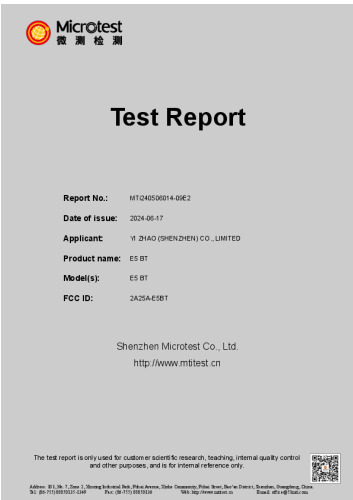 Microtest
微测检测
Test Report
Report No.: MTi240506014-09E2
Date of issue: 2024-06-17
Applicant: YI ZHAO (SHENZHEN) CO., LIMITED
Product name: E5 BT
Model(s): E5 BT
FCC ID: 2A25A-E5BT
Shenzhen Microtest Co., Ltd.
http://www.mtitest.cn
The test report is only used for customer scientific research, teaching, internal quality control
and other purposes, and is for internal reference only.